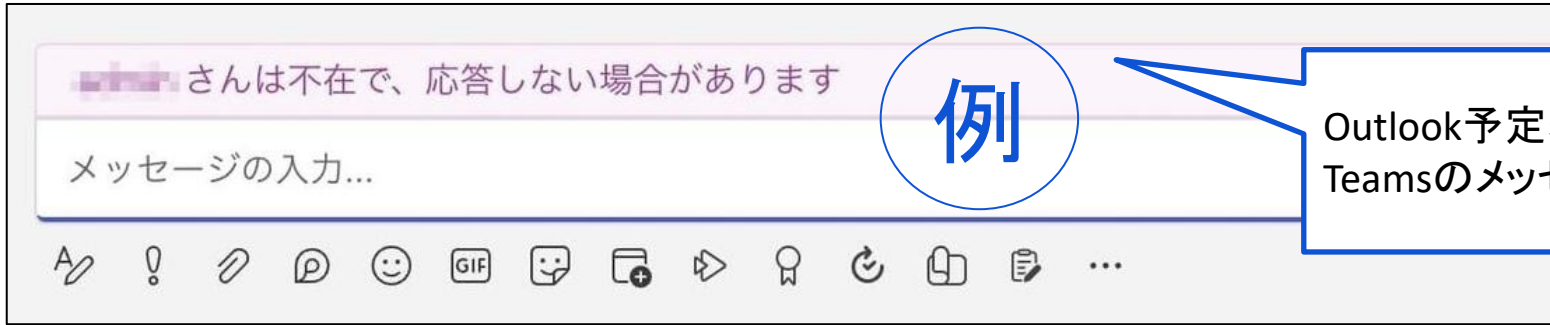 さんは不在で、応答しない場合があります
例
Outlook予定
Teamsのメッセ
メッセージの入力...
GIF